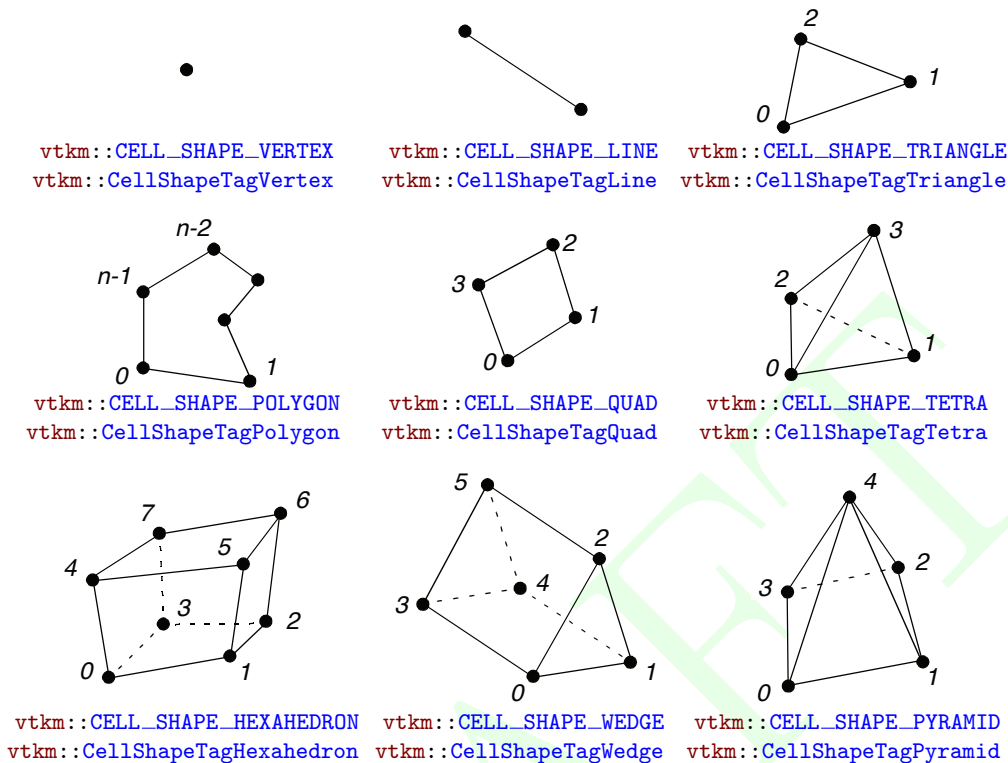 2
1
0
vtkm::CELL_SHAPE_VERTEX
vtkm::CellShapeTagVertex
vtkm::CELL_SHAPE_LINE
vtkm::CellShapeTagLine
vtkm::CELL_SHAPE_TRIANGLE
vtkm::CellShapeTagTriangle
n-2
n-1
0
1
vtkm::CELL_SHAPE_POLYGON
vtkm::CellShapeTagPolygon
2
3
1
0
vtkm::CELL_SHAPE_QUAD
vtkm::CellShapeTagQuad
3
2
1
0
vtkm::CELL_SHAPE_TETRA
vtkm::CellShapeTagTetra
6
7
5
4
3
2
0
1
vtkm::CELL_SHAPE_HEXAHEDRON
vtkm::CellShapeTagHexahedron
5
2
4
3
1
0
vtkm::CELL_SHAPE_WEDGE
vtkm::CellShapeTagWedge
4
2
3
1
0
vtkm::CELL_SHAPE_PYRAMID
vtkm::CellShapeTagPyramid